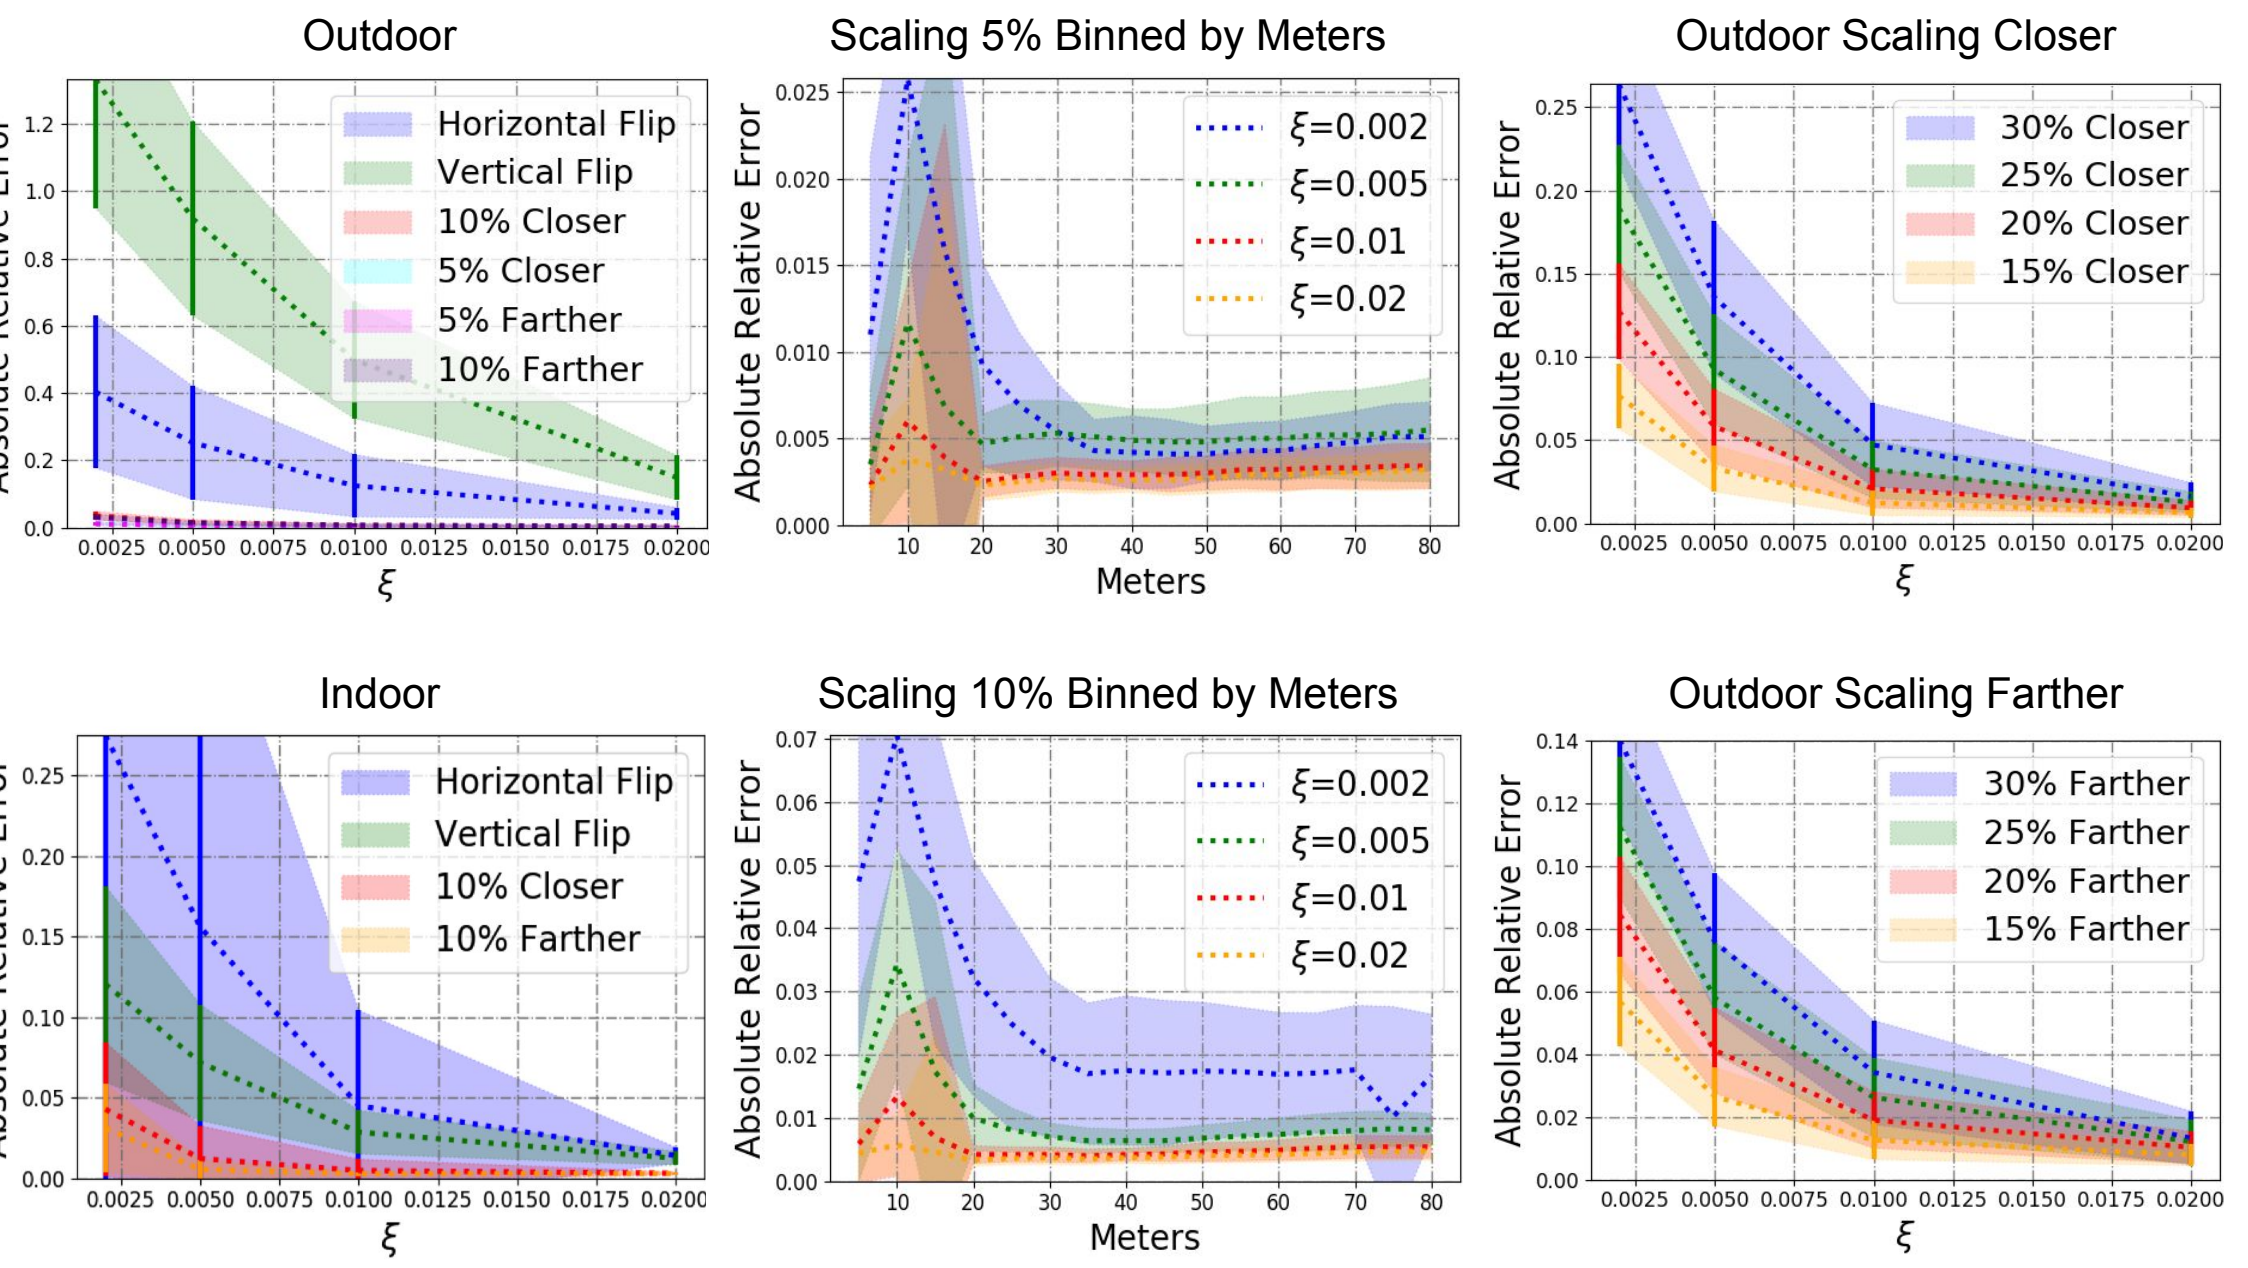 Outdoor
Absolute Relative Error
1.2
1.0
0.8
0.6
0.4
0.2
0.0
Horizontal Flip
Vertical Flip
10% Closer
5% Closer
5% Farther
10% Farther
0.0025 0.0050 0.0075 0.0100 0.0125 0.0150 0.0175 0.0200
ξ
Scaling 5% Binned by Meters
Absolute Relative Error
0.025
0.020
0.015
0.010
0.005
0.000
ξ=0.002
ξ=0.005
ξ=0.01
ξ=0.02
10 20 30 40 50 60 70 80
Meters
Outdoor Scaling Closer
Absolute Relative Error
0.25
0.20
0.15
0.10
0.05
0.00
30% Closer
25% Closer
20% Closer
15% Closer
0.0025 0.0050 0.0075 0.0100 0.0125 0.0150 0.0175 0.0200
ξ
Indoor
Absolute Relative Error
0.25
0.20
0.15
0.10
0.05
0.00
Horizontal Flip
Vertical Flip
10% Closer
10% Farther
0.0025 0.0050 0.0075 0.0100 0.0125 0.0150 0.0175 0.0200
ξ
Scaling 10% Binned by Meters
Absolute Relative Error
0.07
0.06
0.05
0.04
0.03
0.02
0.01
0.00
ξ=0.002
ξ=0.005
ξ=0.01
ξ=0.02
10 20 30 40 50 60 70 80
Meters
Outdoor Scaling Farther
Absolute Relative Error
0.14
0.12
0.10
0.08
0.06
0.04
0.02
0.00
30% Farther
25% Farther
20% Farther
15% Farther
0.0025 0.0050 0.0075 0.0100 0.0125 0.0150 0.0175 0.0200
ξ